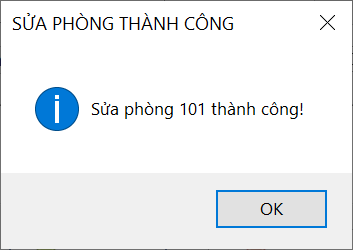 SỬA PHÒNG THÀNH CÔNG
Sửa phòng 101 thành công!
OK